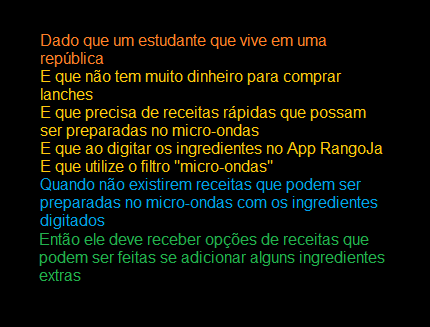 Dado que um estudante que vive em uma
república
E que não tem muito dinheiro para comprar
lanches
E que precisa de receitas rápidas que possam
ser preparadas no micro-ondas
E que ao digitar os ingredientes no App RangoJa
E que utilize o filtro "micro-ondas"
Quando não existirem receitas que podem ser
preparadas no micro-ondas com os ingredientes
digitados
Então ele deve receber opções de receitas que
podem ser feitas se adicionar alguns ingredientes
extras